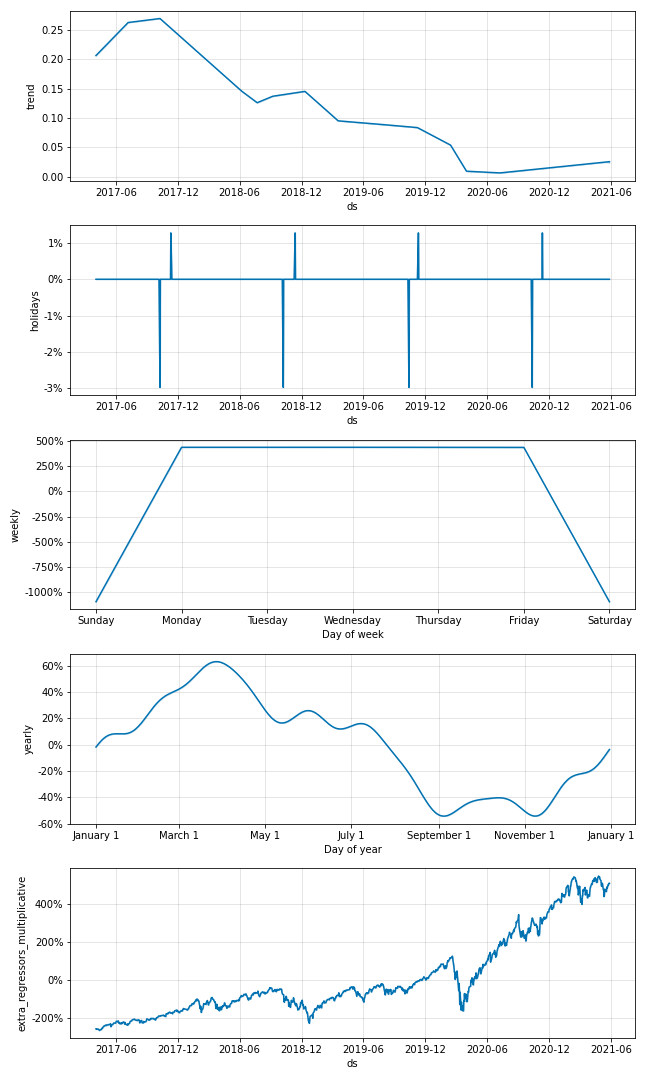 0.25
0.20
0.15
0.10
0.05
0.00
trend
2017-06 2017-12 2018-06 2018-12 2019-06 2019-12 2020-06 2020-12 2021-06
ds
1%
0%
-1%
-2%
-3%
holidays
2017-06 2017-12 2018-06 2018-12 2019-06 2019-12 2020-06 2020-12 2021-06
ds
500%
250%
0%
-250%
-500%
-750%
-1000%
weekly
Sunday Monday Tuesday Wednesday Thursday Friday Saturday
Day of week
60%
40%
20%
0%
-20%
-40%
-60%
yearly
January 1 March 1 May 1 July 1 September 1 November 1 January 1
Day of year
400%
200%
0%
-200%
extra_regressors_multiplicative
2017-06 2017-12 2018-06 2018-12 2019-06 2019-12 2020-06 2020-12 2021-06
ds